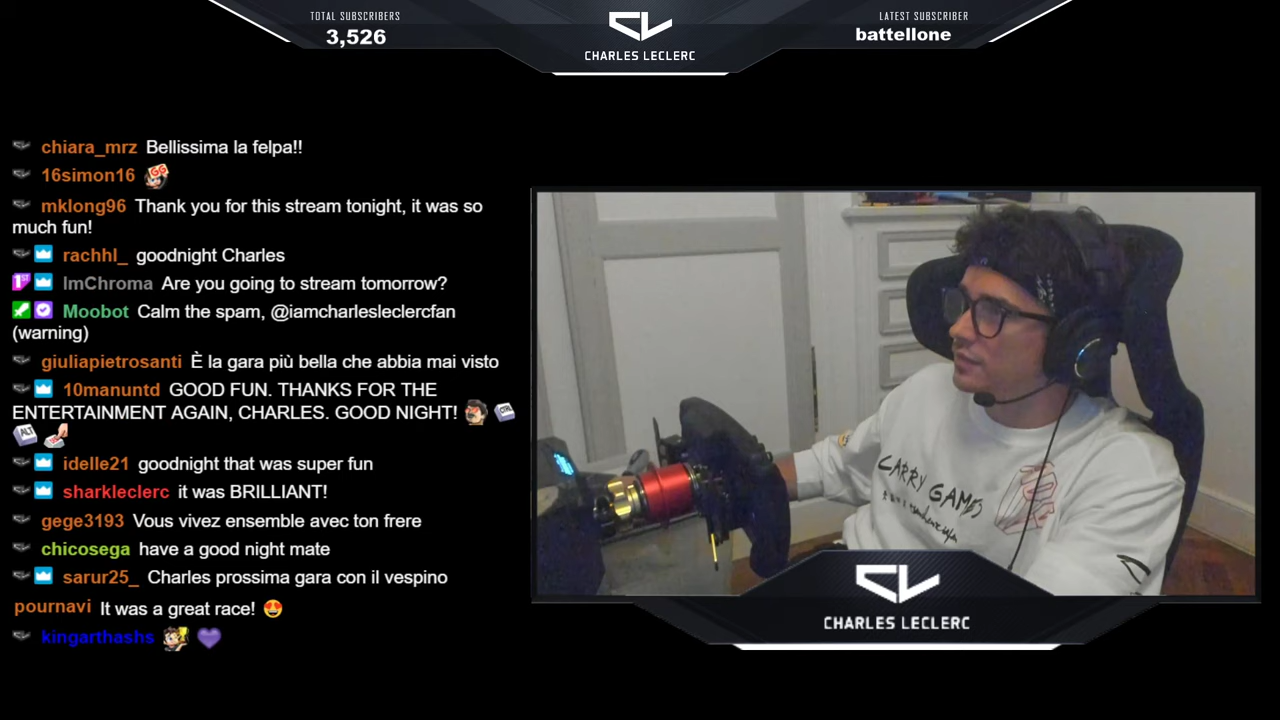 TOTAL SUBSCRIBERS
3,526
CHARLES LECLERC
LATEST SUBSCRIBER
battellone
chiara_mrz Bellissima la felpa!!
16simon16
mklong96 Thank you for this stream tonight, it was so
much fun!
rachhl_ goodnight Charles
ImChroma Are you going to stream tomorrow?
Moobot Calm the spam, @iamcharlesleclercfan
(warning)
giuliapietrosanti È la gara più bella che abbia mai visto
10manuntd GOOD FUN. THANKS FOR THE
ENTERTAINMENT AGAIN, CHARLES. GOOD NIGHT! CTRL
ALT
idelle21 goodnight that was super fun
sharkleclerc it was BRILLIANT!
gege3193 Vous vivez ensemble avec ton frere
chicosega have a good night mate
sarur25_ Charles prossima gara con il vespino
pournavi It was a great race!
kingarthashs
CARRY GAMES
CHARLES LECLERC